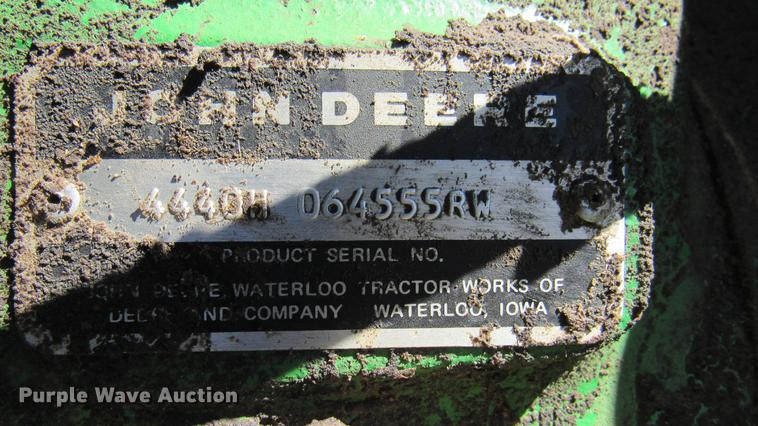 JOHN DEERE
4440H 064555RW
PRODUCT SERIAL NO.
JOHN DEERE WATERLOO TRACTOR WORKS OF
DEERE AND COMPANY WATERLOO, IOWA
Purple Wave Auction